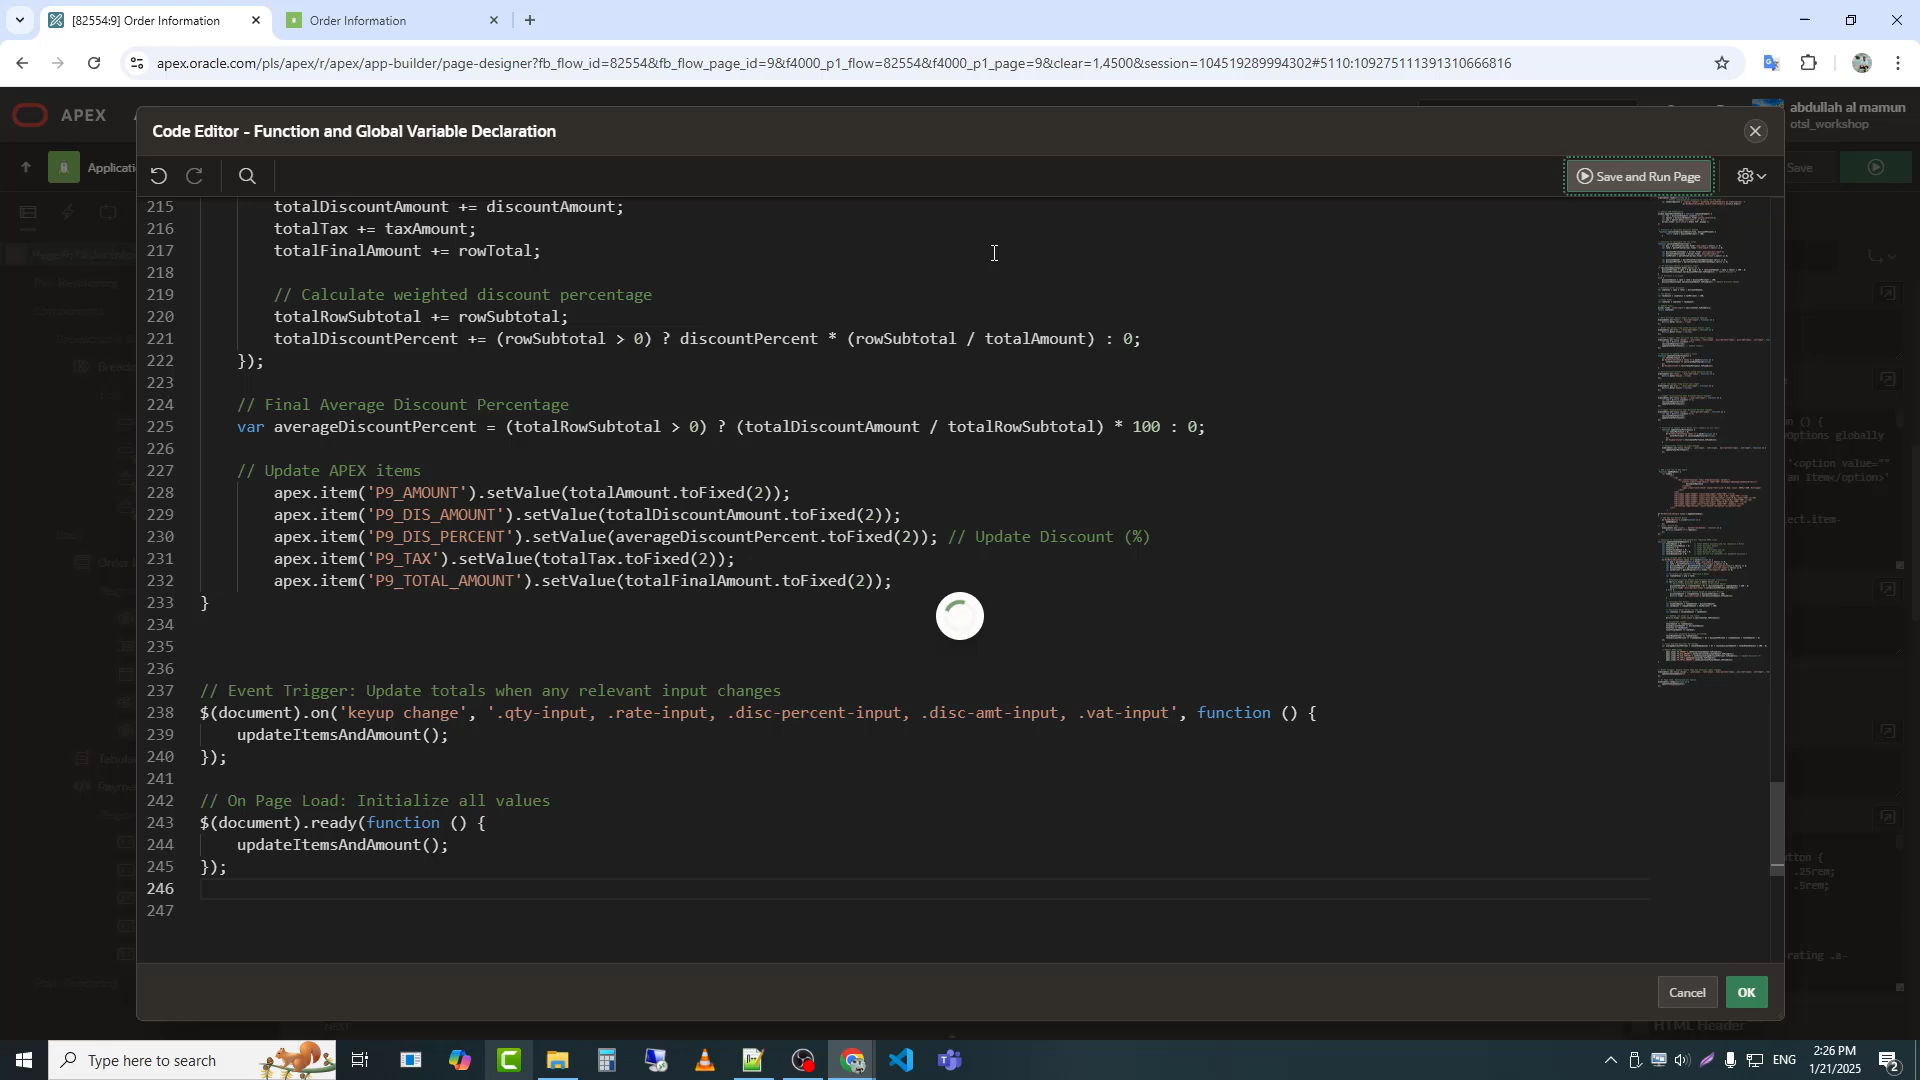 [82554:9] Order Information
Order Information
apex.oracle.com/pls/apex/r/apex/app-builder/page-designer?fb_flow_id=82554&fb_flow_page_id=9&f4000_p1_flow=82554&f4000_p1_page=9&clear=1,4500&session=104519289994302#5110:109275111391310666816
APEX
abdullah al mamun
otsl_workshop
Code Editor - Function and Global Variable Declaration
Save and Run Page
Save
215 totalDiscountAmount += discountAmount;
216 totalTax += taxAmount;
217 totalFinalAmount += rowTotal;
218
219 // Calculate weighted discount percentage
220 totalRowSubtotal += rowSubtotal;
221 totalDiscountPercent += (rowSubtotal > 0) ? discountPercent * (rowSubtotal / totalAmount) : 0;
222 });
223
224 // Final Average Discount Percentage
225 var averageDiscountPercent = (totalRowSubtotal > 0) ? (totalDiscountAmount / totalRowSubtotal) * 100 : 0;
226
227 // Update APEX items
228 apex.item('P9_AMOUNT').setValue(totalAmount.toFixed(2));
229 apex.item('P9_DIS_AMOUNT').setValue(totalDiscountAmount.toFixed(2));
230 apex.item('P9_DIS_PERCENT').setValue(averageDiscountPercent.toFixed(2)); // Update Discount (%)
231 apex.item('P9_TAX').setValue(totalTax.toFixed(2));
232 apex.item('P9_TOTAL_AMOUNT').setValue(totalFinalAmount.toFixed(2));
233 }
234
235
236
237 // Event Trigger: Update totals when any relevant input changes
238 $(document).on('keyup change', '.qty-input, .rate-input, .disc-percent-input, .disc-amt-input, .vat-input', function () {
239 updateItemsAndAmount();
240 });
241
242 // On Page Load: Initialize all values
243 $(document).ready(function () {
244 updateItemsAndAmount();
245 });
246
247
Cancel
OK
HTML Header
Type here to search
ENG
2:26 PM
1/21/2025
2